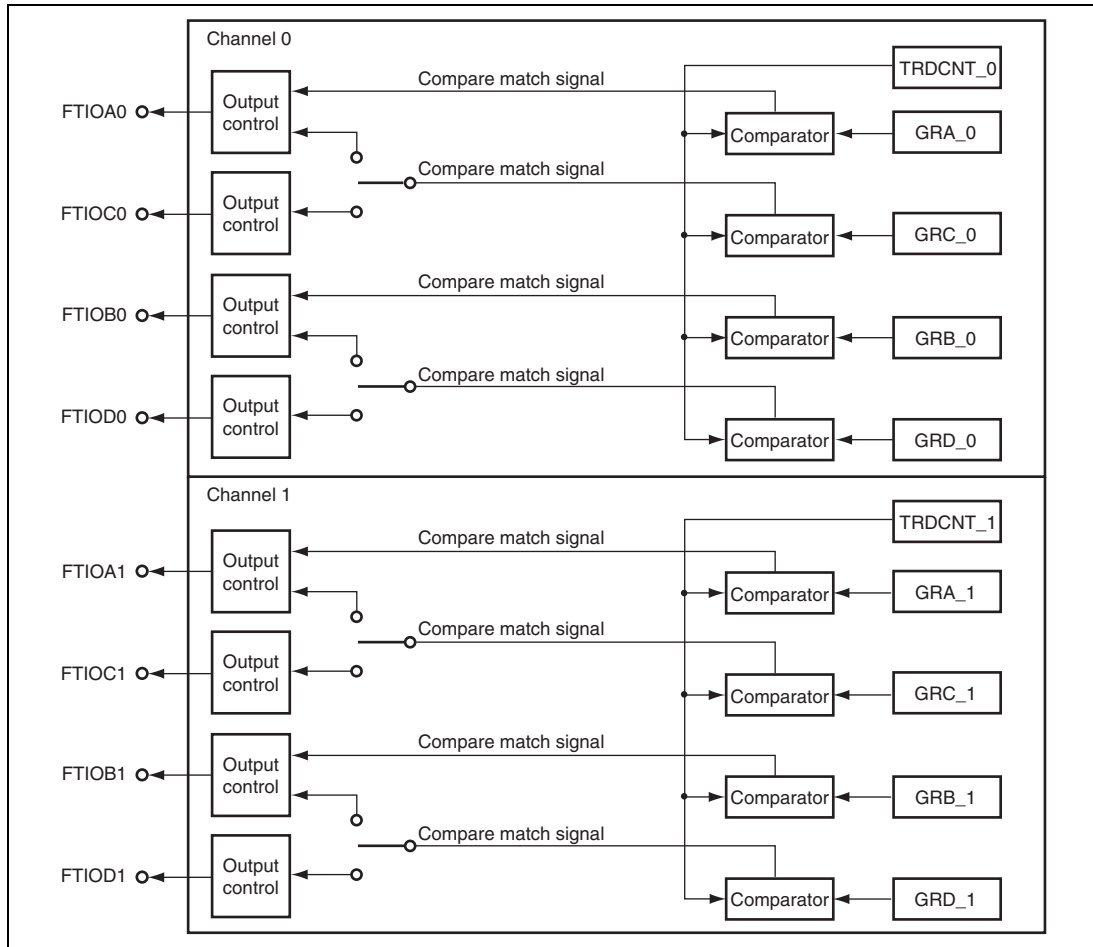 Channel 0
TRDCNT_0
Compare match signal
Output
control
FTIOA0
Comparator
GRA_0
Compare match signal
Output
control
FTIOC0
Comparator
GRC_0
Compare match signal
Output
control
FTIOB0
Comparator
GRB_0
Compare match signal
Output
control
FTIOD0
Comparator
GRD_0
Channel 1
TRDCNT_1
Compare match signal
Output
control
FTIOA1
Comparator
GRA_1
Compare match signal
Output
control
FTIOC1
Comparator
GRC_1
Compare match signal
Output
control
FTIOB1
Comparator
GRB_1
Compare match signal
Output
control
FTIOD1
Comparator
GRD_1